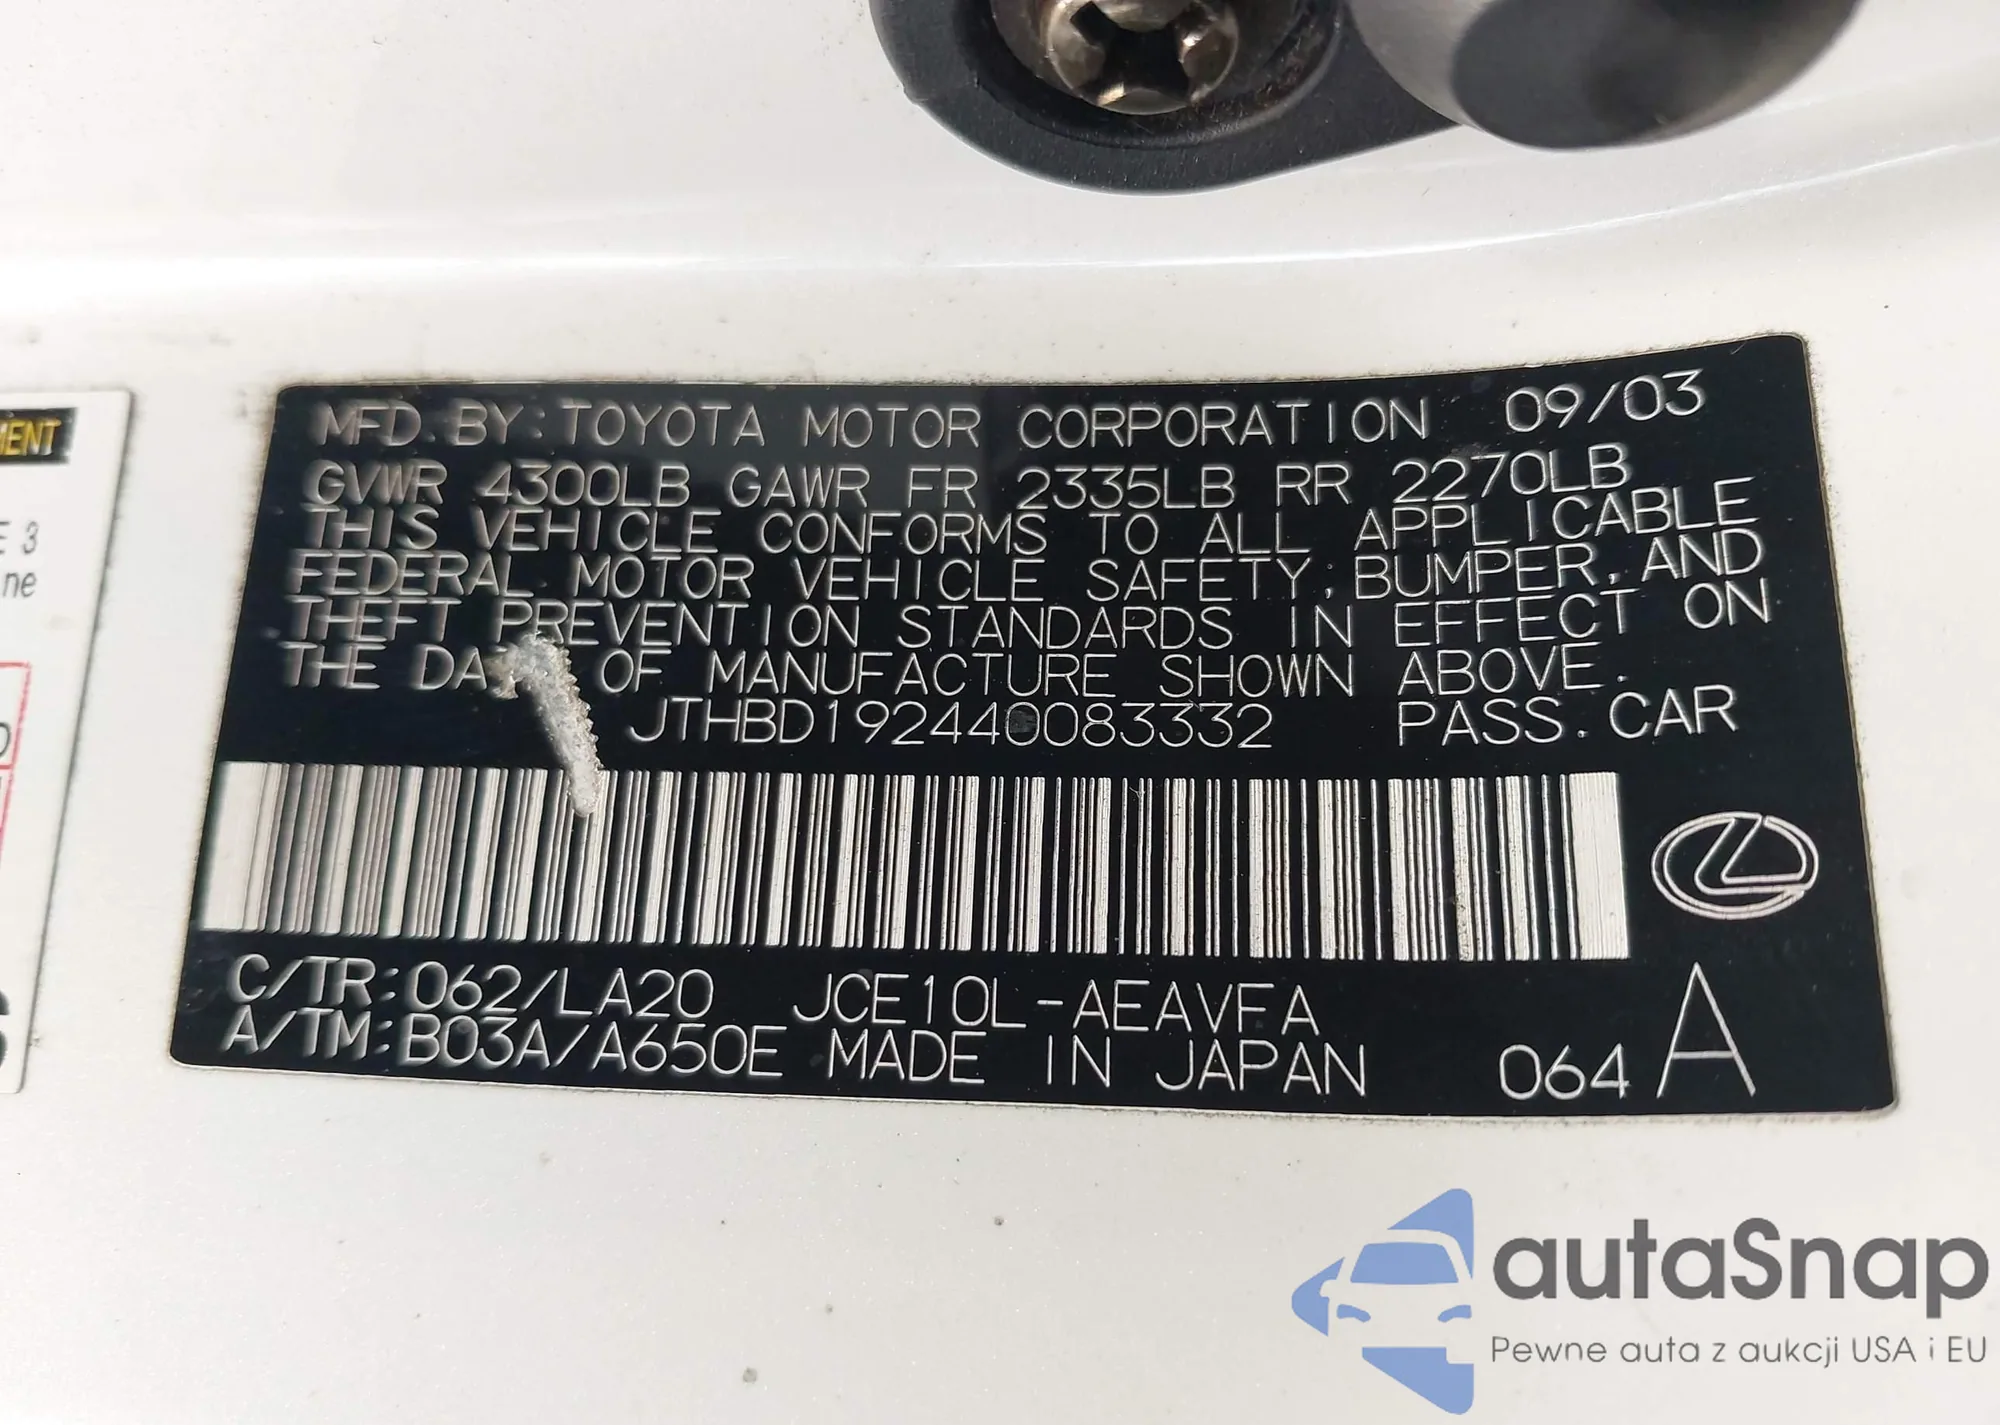 MENT
E 3
ne
MFD. BY: TOYOTA MOTOR CORPORATION 09/03
GVWR 4300LB GAWR FR 2335LB RR 2270LB
THIS VEHICLE CONFORMS TO ALL APPLICABLE
FEDERAL MOTOR VEHICLE SAFETY, BUMPER, AND
THEFT PREVENTION STANDARDS IN EFFECT ON
THE DA OF MANUFACTURE SHOWN ABOVE.
JTHBD192440083332 PASS. CAR
C/TR:062/LA20 JCE10L-AEAVFA
A/TM:B03A/A650E MADE IN JAPAN 064 A
autaSnap
Pewne auta z aukcji USA i EU